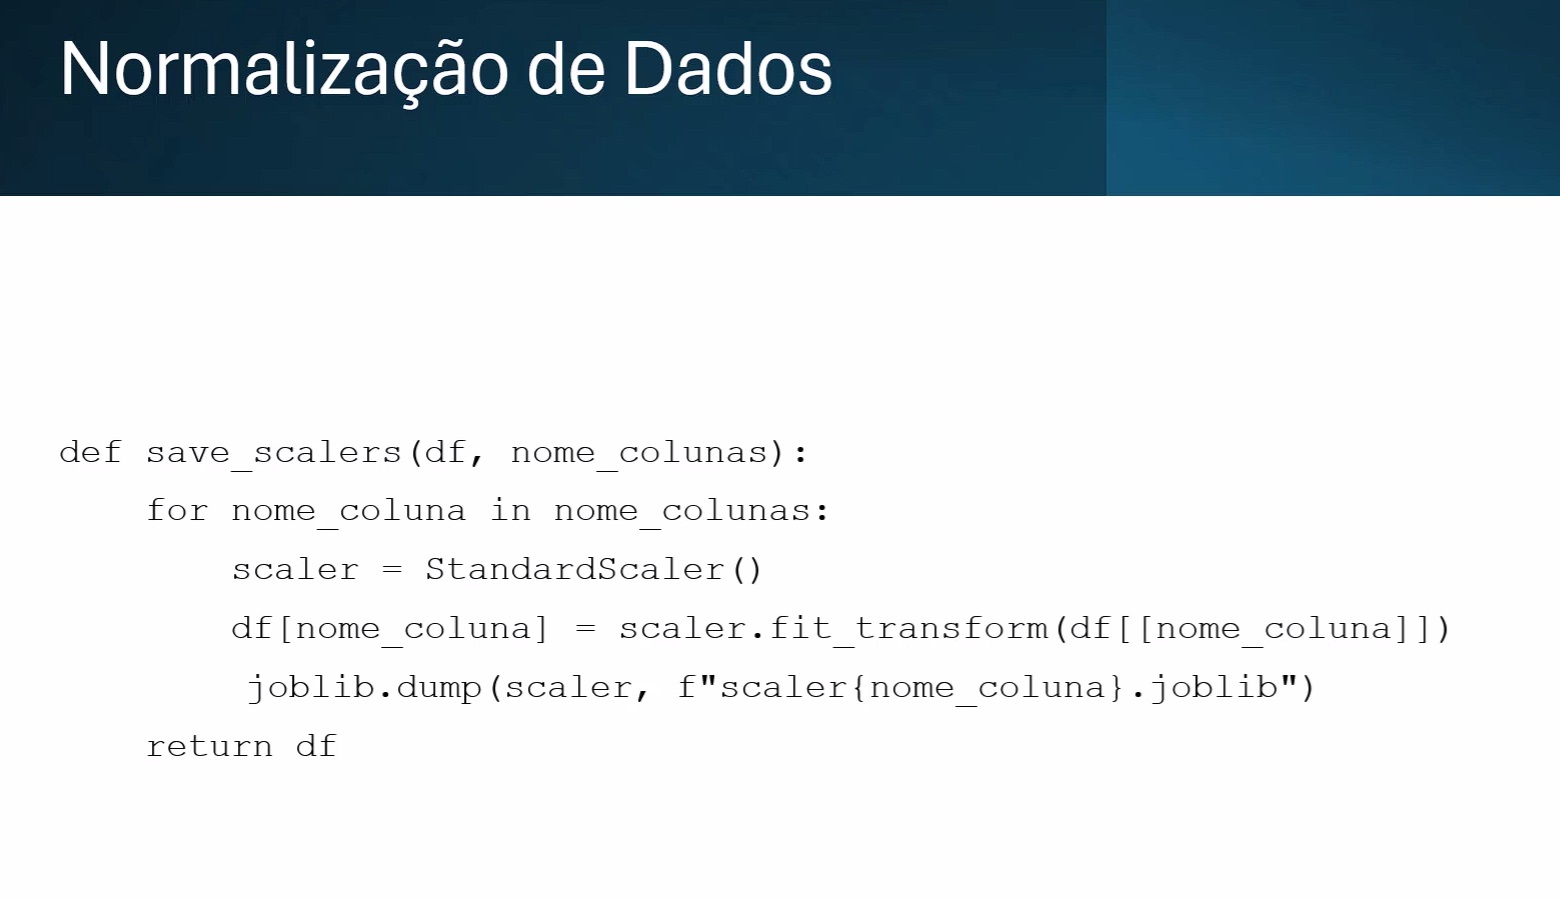 Normalização de Dados
def save_scalers(df, nome_colunas):
    for nome_coluna in nome_colunas:
        scaler = StandardScaler()
        df[nome_coluna] = scaler.fit_transform(df[[nome_coluna]])
        joblib.dump(scaler, f"scaler{nome_coluna}.joblib")
    return df